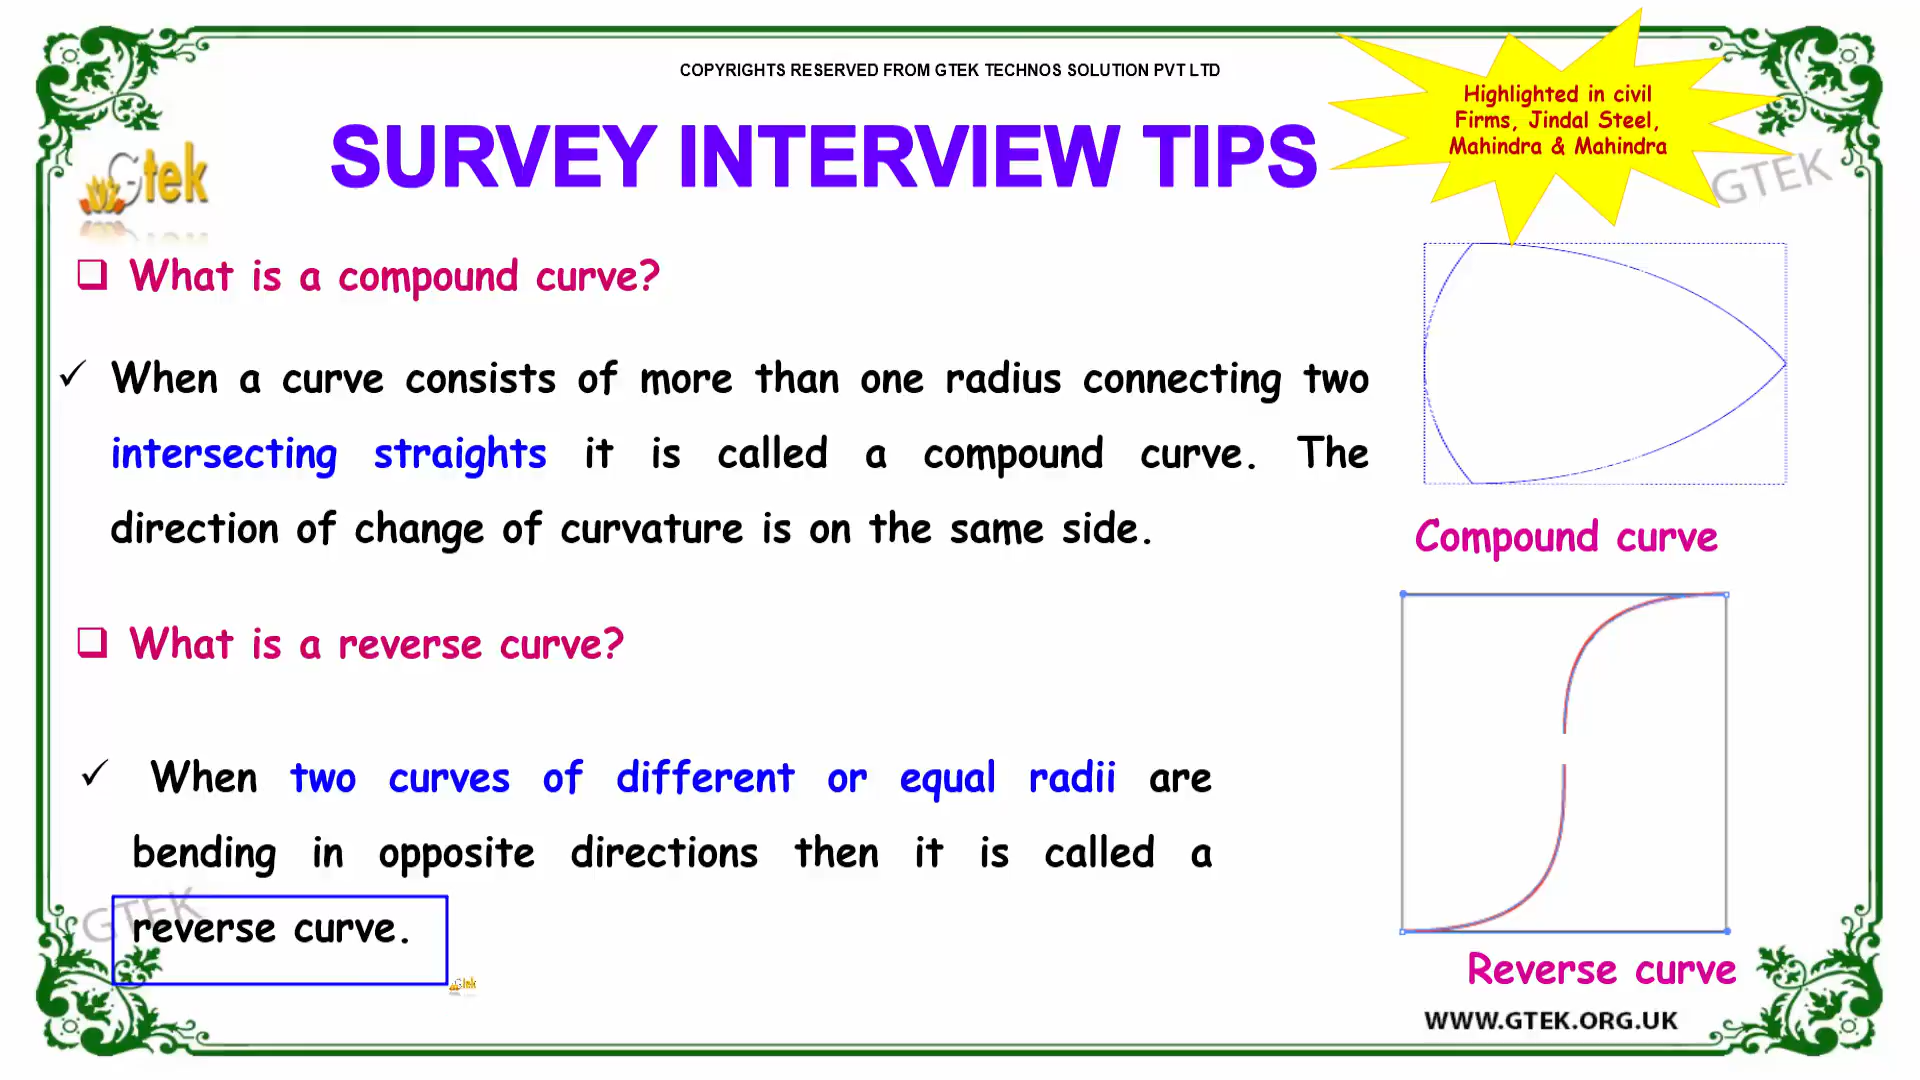 COPYRIGHTS RESERVED FROM GTEK TECHNOS SOLUTION PVT LTD
Highlighted in civil
Firms, Jindal Steel,
Mahindra & Mahindra
Gtek
SURVEY INTERVIEW TIPS
GTEK
What is a compound curve?
When a curve consists of more than one radius connecting two
intersecting straights it is called a compound curve. The
direction of change of curvature is on the same side.
Compound curve
What is a reverse curve?
When two curves of different or equal radii are
bending in opposite directions then it is called a
GTEK
reverse curve.
Reverse curve
Gtek
WWW.GTEK.ORG.UK